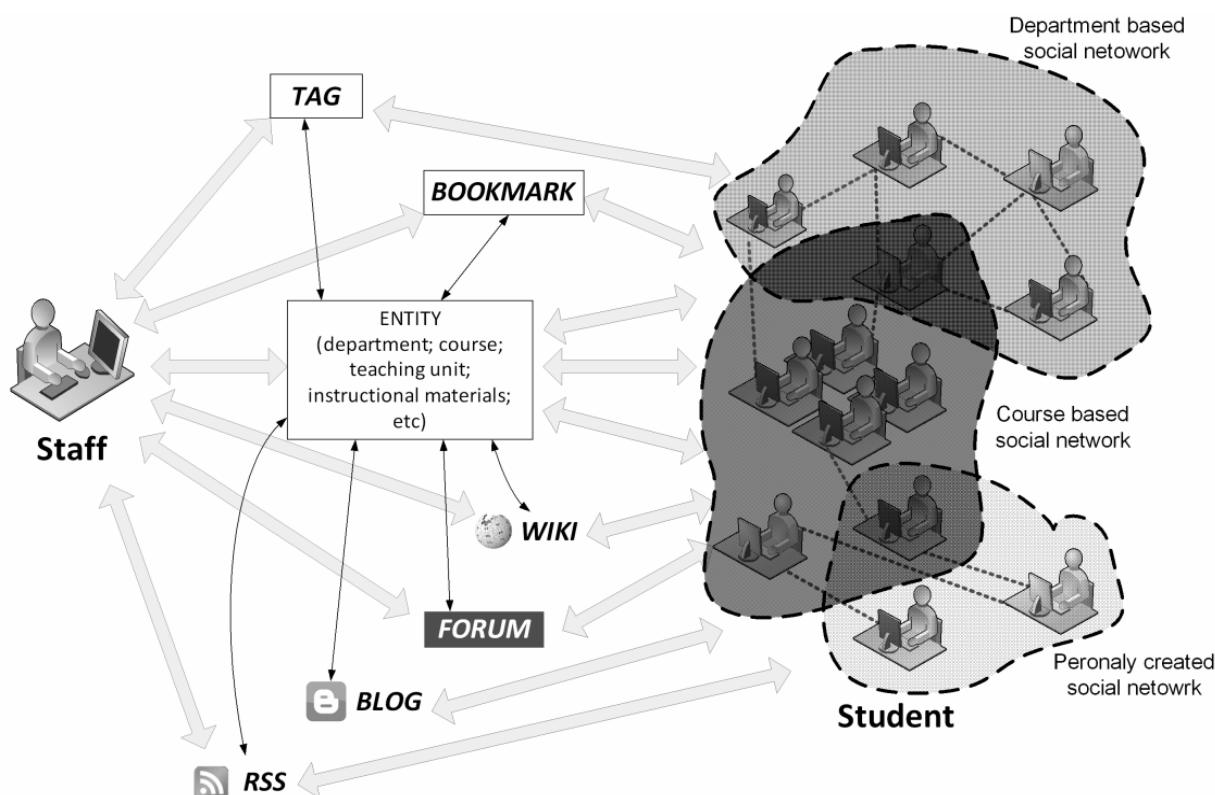 Department based
social netowork
TAG
BOOKMARK
ENTITY
(department; course;
teaching unit;
instructional materials;
etc)
Staff
Course based
social network
WIKI
FORUM
Peronaly created
social netowrk
BLOG
Student
RSS